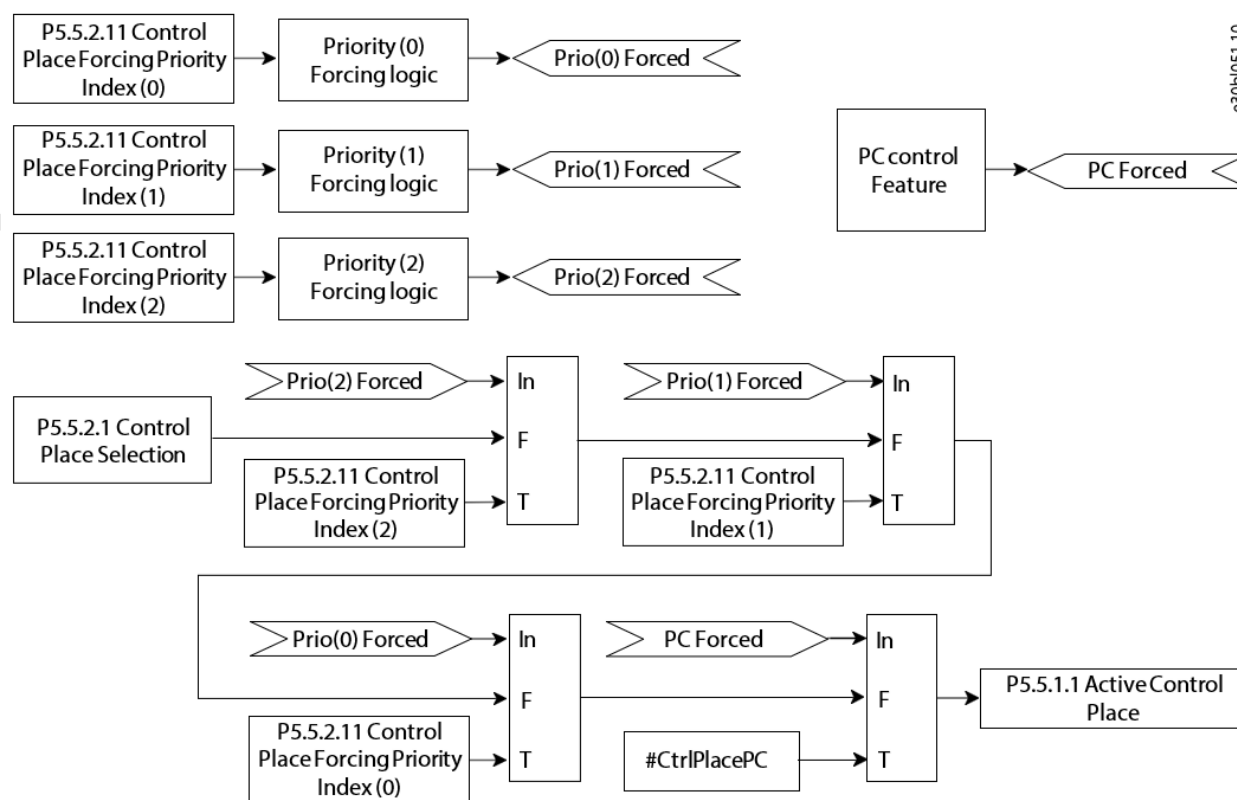 P5.5.2.11 Control
Place Forcing Priority
Index (0)
Priority (0)
Forcing logic
Prio(0) Forced
P5.5.2.11 Control
Place Forcing Priority
Index (1)
Priority (1)
Forcing logic
Prio(1) Forced
PC control
Feature
PC Forced
P5.5.2.11 Control
Place Forcing Priority
Index (2)
Priority (2)
Forcing logic
Prio(2) Forced
Prio(2) Forced
In
Prio(1) Forced
In
P5.5.2.1 Control
Place Selection
F
F
P5.5.2.11 Control
Place Forcing Priority
Index (2)
T
P5.5.2.11 Control
Place Forcing Priority
Index (1)
T
Prio(0) Forced
In
PC Forced
In
F
F
P5.5.1.1 Active Control
Place
P5.5.2.11 Control
Place Forcing Priority
Index (0)
T
#CtrlPlacePC
T